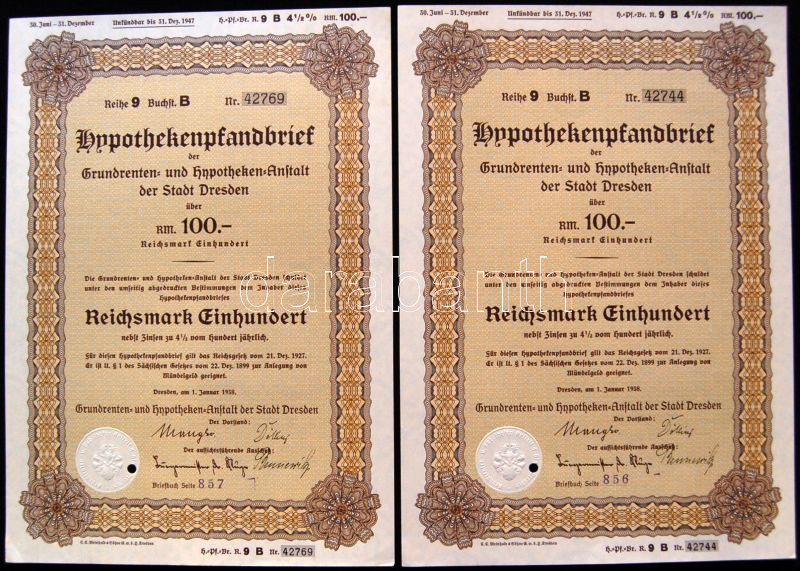 30. Juni – 31. Dezember Unkündbar bis 31. Dez. 1947 H.-Pf.-Br. R. 9 B 4½% RM. 100.–
Reihe 9 Buchst. B Nr. 42769
Hypothekenpfandbrief
der
Grundrenten- und Hypotheken-Anstalt
der Stadt Dresden
über
RM. 100.–
Reichsmark Einhundert
Die Grundrenten- und Hypotheken-Anstalt der Stadt Dresden schuldet
unter den umseitig abgedruckten Bestimmungen dem Inhaber dieses
Hypothekenpfandbriefes
Reichsmark Einhundert
nebst Zinsen zu 4½ vom Hundert jährlich.
Für diesen Hypothekenpfandbrief gilt das Reichsgesetz vom 21. Dez. 1927.
Er ist lt. § 1 des Sächsischen Gesetzes vom 22. Dez. 1899 zur Anlegung von
Mündelgeld geeignet.
Dresden, am 1. Januar 1938.
Grundrenten- und Hypotheken-Anstalt der Stadt Dresden
Der Vorstand:
Der aufsichtsführende Ausschuß:
Briefbuch Seite 857
H.-Pf.-Br. R. 9 B Nr. 42769
30. Juni – 31. Dezember Unkündbar bis 31. Dez. 1947 H.-Pf.-Br. R. 9 B 4½% RM. 100.–
Reihe 9 Buchst. B Nr. 42744
Hypothekenpfandbrief
der
Grundrenten- und Hypotheken-Anstalt
der Stadt Dresden
über
RM. 100.–
Reichsmark Einhundert
Die Grundrenten- und Hypotheken-Anstalt der Stadt Dresden schuldet
unter den umseitig abgedruckten Bestimmungen dem Inhaber dieses
Hypothekenpfandbriefes
Reichsmark Einhundert
nebst Zinsen zu 4½ vom Hundert jährlich.
Für diesen Hypothekenpfandbrief gilt das Reichsgesetz vom 21. Dez. 1927.
Er ist lt. § 1 des Sächsischen Gesetzes vom 22. Dez. 1899 zur Anlegung von
Mündelgeld geeignet.
Dresden, am 1. Januar 1938.
Grundrenten- und Hypotheken-Anstalt der Stadt Dresden
Der Vorstand:
Der aufsichtsführende Ausschuß:
Briefbuch Seite 856
H.-Pf.-Br. R. 9 B Nr. 42744